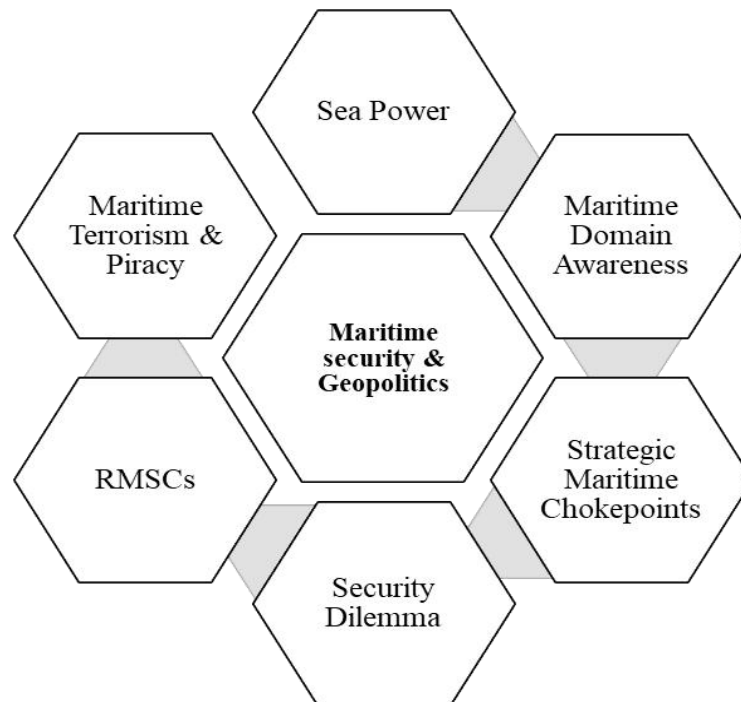 Sea Power
Maritime
Terrorism &
Piracy
Maritime
Domain
Awareness
Maritime
security &
Geopolitics
RMSCs
Strategic
Maritime
Chokepoints
Security
Dilemma